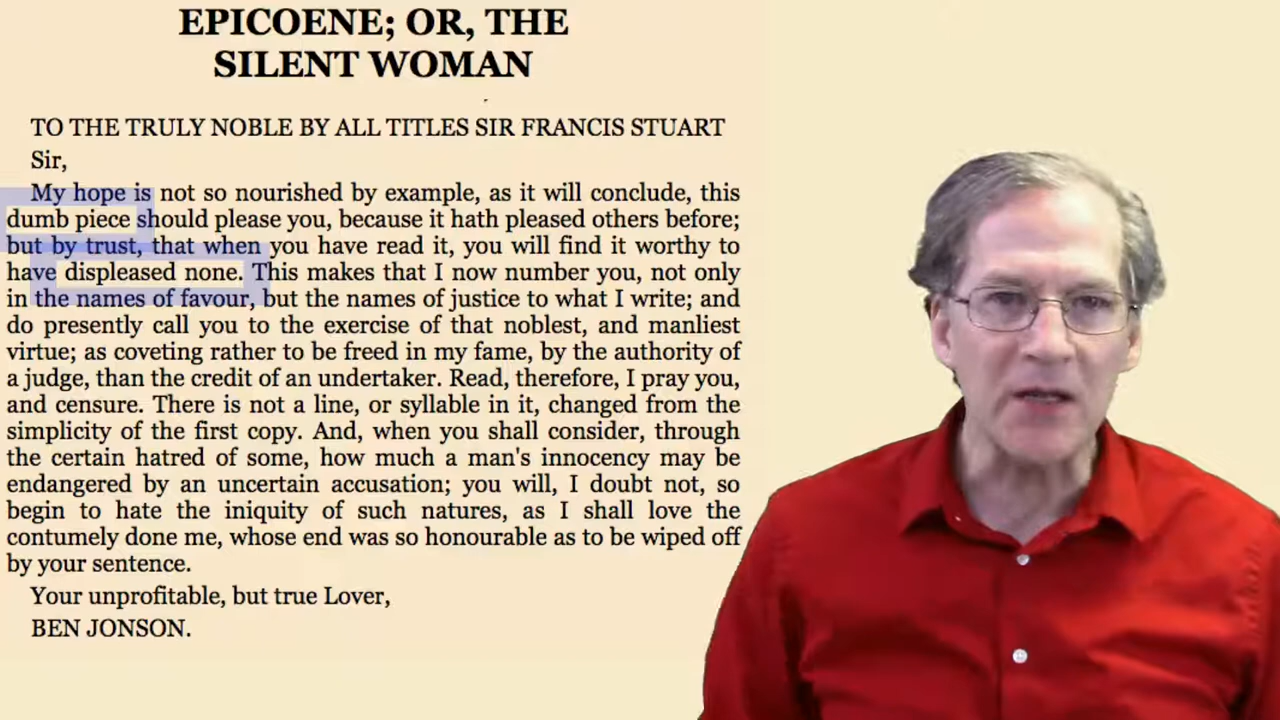 EPICOENE; OR, THE
SILENT WOMAN
TO THE TRULY NOBLE BY ALL TITLES SIR FRANCIS STUART
Sir,
My hope is not so nourished by example, as it will conclude, this
dumb piece should please you, because it hath pleased others before;
but by trust, that when you have read it, you will find it worthy to
have displeased none. This makes that I now number you, not only
in the names of favour, but the names of justice to what I write; and
do presently call you to the exercise of that noblest, and manliest
virtue; as coveting rather to be freed in my fame, by the authority of
a judge, than the credit of an undertaker. Read, therefore, I pray you,
and censure. There is not a line, or syllable in it, changed from the
simplicity of the first copy. And, when you shall consider, through
the certain hatred of some, how much a man's innocency may be
endangered by an uncertain accusation; you will, I doubt not, so
begin to hate the iniquity of such natures, as I shall love the
contumely done me, whose end was so honourable as to be wiped off
by your sentence.
Your unprofitable, but true Lover,
BEN JONSON.